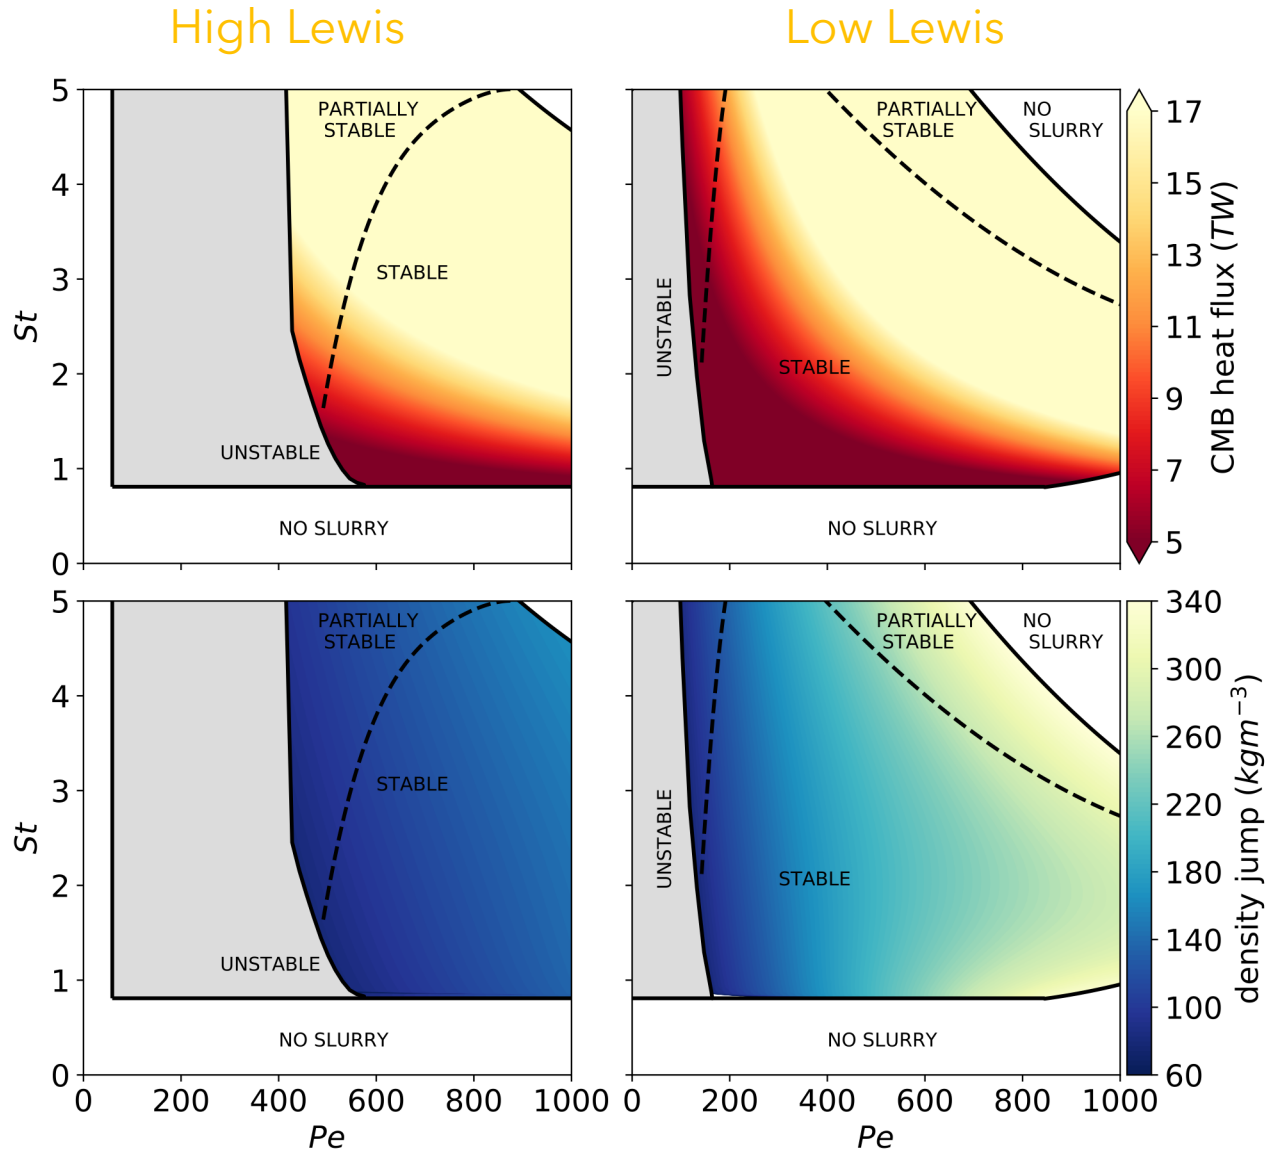 High Lewis
Low Lewis
5
4
3
2
1
0
St
PARTIALLY
STABLE
STABLE
UNSTABLE
NO SLURRY
PARTIALLY
STABLE
NO
SLURRY
UNSTABLE
STABLE
NO SLURRY
17
15
13
11
9
7
5
CMB heat flux (TW)
5
4
3
2
1
0
St
PARTIALLY
STABLE
STABLE
UNSTABLE
NO SLURRY
0 200 400 600 800 1000
Pe
PARTIALLY
STABLE
NO
SLURRY
UNSTABLE
STABLE
NO SLURRY
0 200 400 600 800 1000
Pe
340
300
260
220
180
140
100
60
density jump (kgm⁻³)